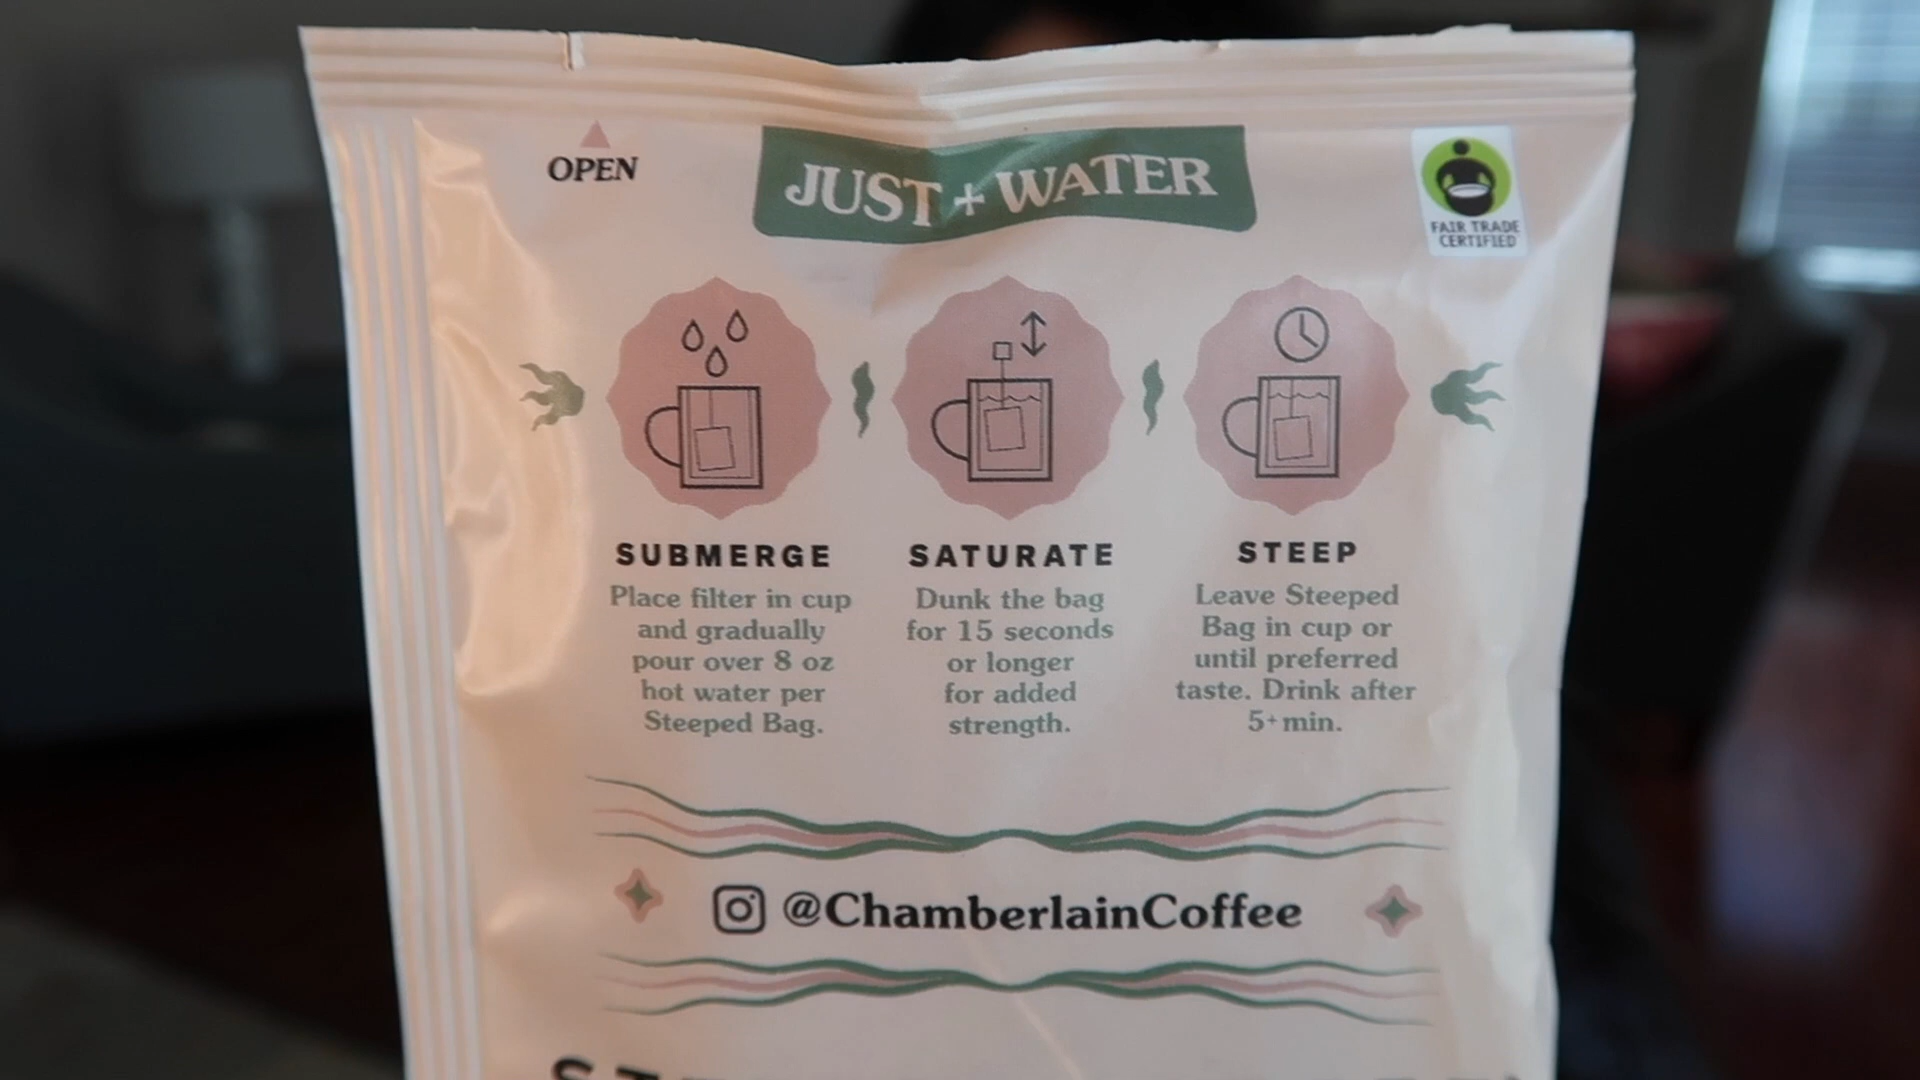 OPEN
JUST + WATER
FAIR TRADE
CERTIFIED
SUBMERGE
Place filter in cup
and gradually
pour over 8 oz
hot water per
Steeped Bag.
SATURATE
Dunk the bag
for 15 seconds
or longer
for added
strength.
STEEP
Leave Steeped
Bag in cup or
until preferred
taste. Drink after
5+ min.
@ChamberlainCoffee